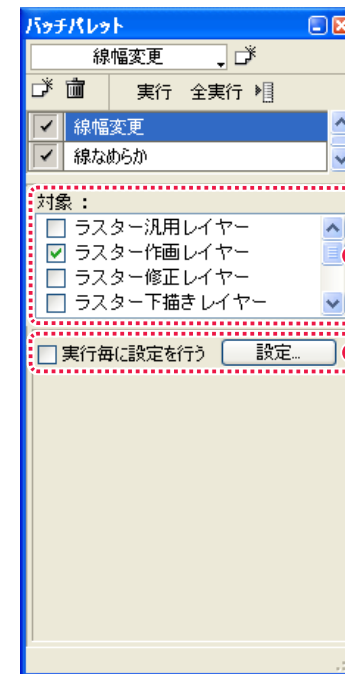 バッチパレット
線幅変更
実行 全実行
線幅変更
線なめらか
対象：
ラスター汎用レイヤー
ラスター作画レイヤー
ラスター修正レイヤー
ラスター下描きレイヤー
実行毎に設定を行う 設定...